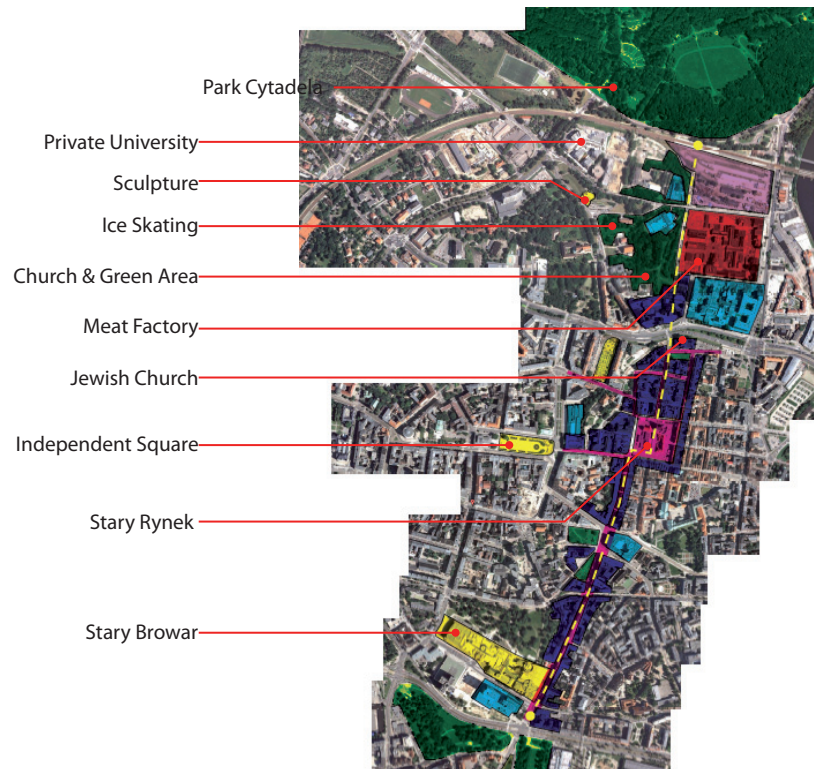 Park Cytadela
Private University
Sculpture
Ice Skating
Church & Green Area
Meat Factory
Jewish Church
Independent Square
Stary Rynek
Stary Browar